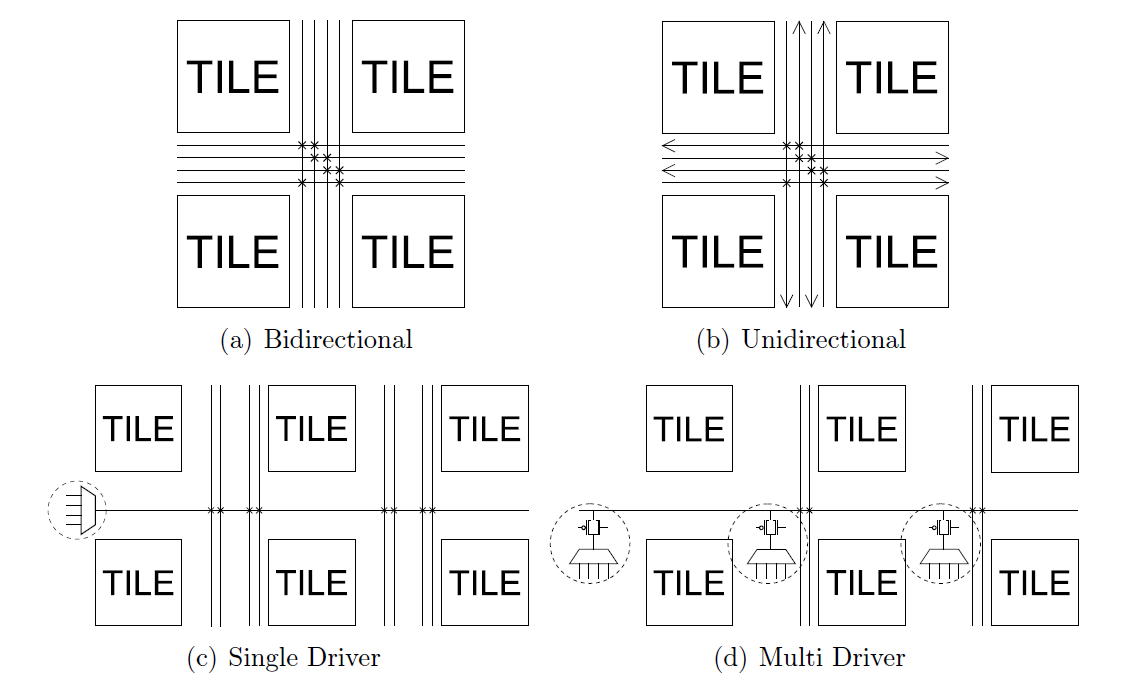 TILE TILE TILE TILE
TILE TILE TILE TILE
(a) Bidirectional (b) Unidirectional
TILE TILE TILE TILE TILE TILE
TILE TILE TILE TILE TILE TILE
(c) Single Driver (d) Multi Driver